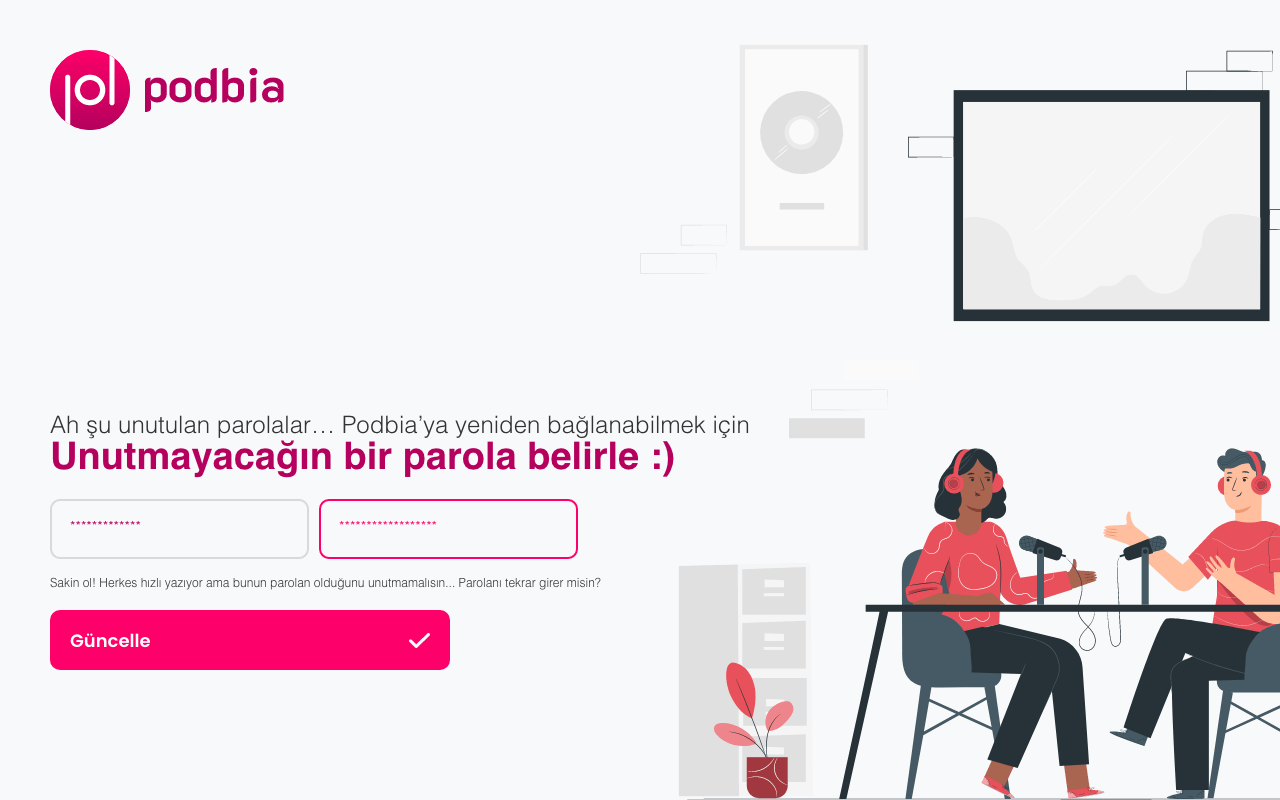 podbia
Ah şu unutulan parolalar… Podbia’ya yeniden bağlanabilmek için
Unutmayacağın bir parola belirle :)
************* ******************
Sakin ol! Herkes hızlı yazıyor ama bunun parolan olduğunu unutmamalısın... Parolanı tekrar girer misin?
Güncelle